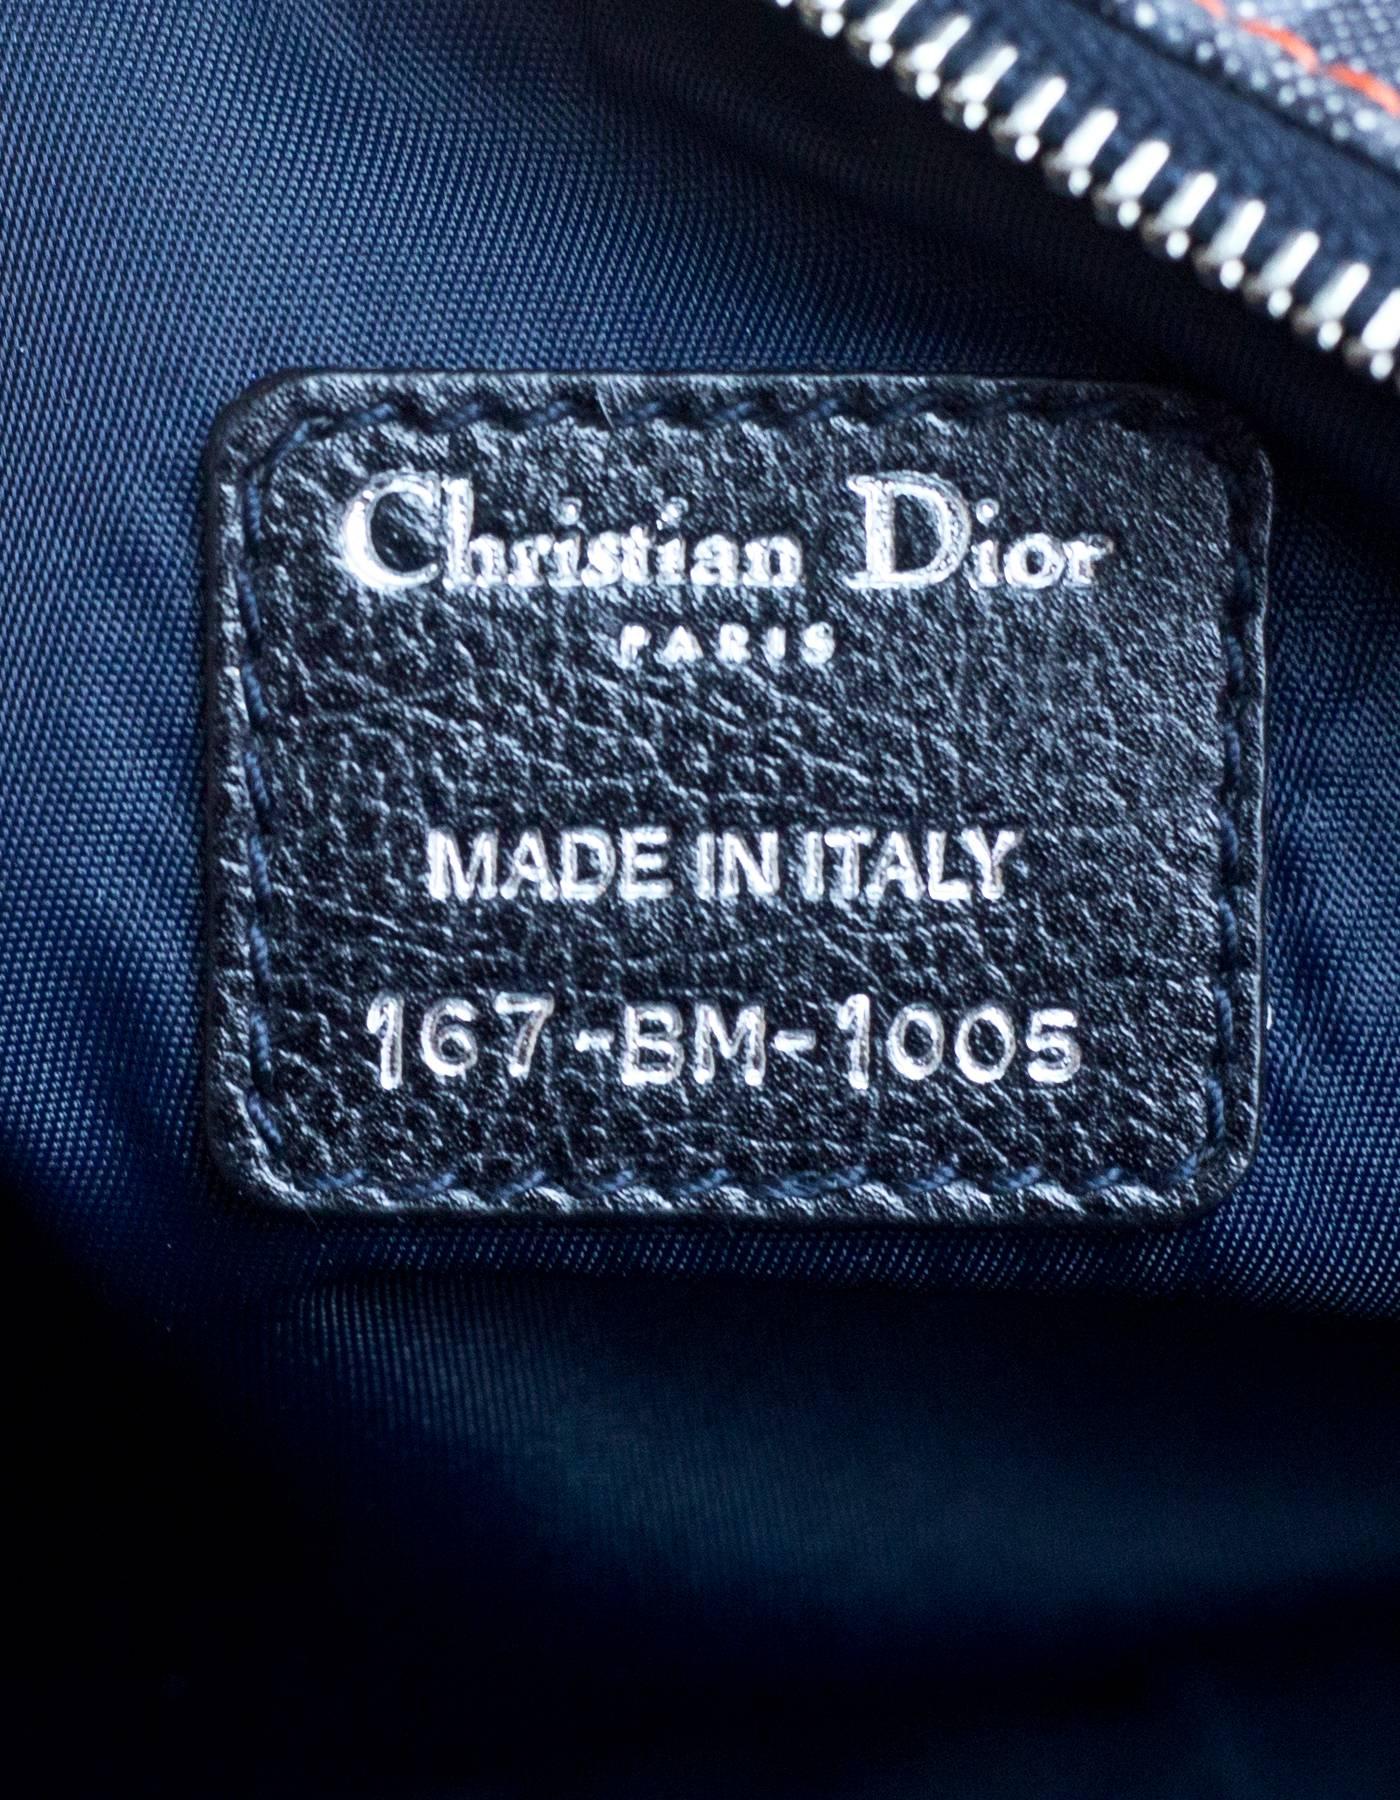 Christian Dior
PARIS
MADE IN ITALY
167-BM-1005